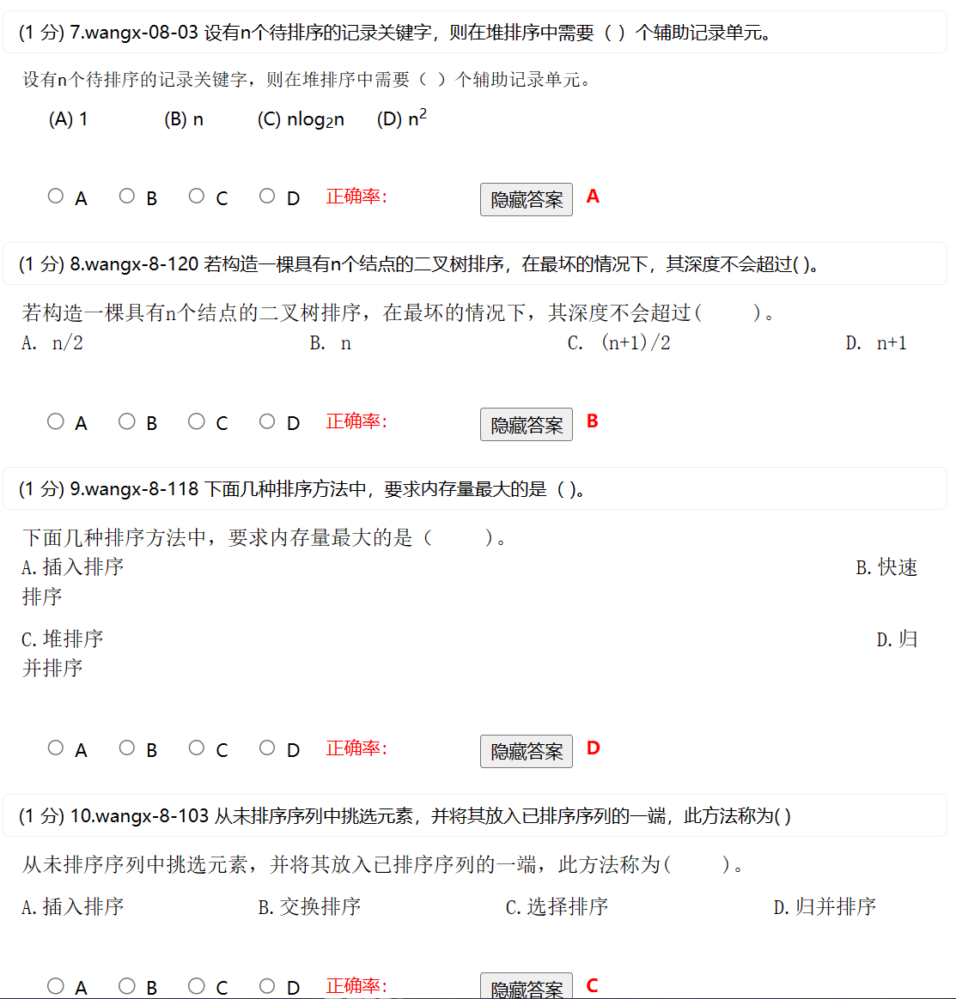 (1 分) 7.wangx-08-03 设有n个待排序的记录关键字，则在堆排序中需要（ ）个辅助记录单元。
设有n个待排序的记录关键字，则在堆排序中需要（ ）个辅助记录单元。
(A) 1 (B) n (C) nlog₂n (D) n²
A B C D 正确率： 隐藏答案 A
(1 分) 8.wangx-8-120 若构造一棵具有n个结点的二叉树排序，在最坏的情况下，其深度不会超过( )。
若构造一棵具有n个结点的二叉树排序，在最坏的情况下，其深度不会超过( )。
A. n/2 B. n C. (n+1)/2 D. n+1
A B C D 正确率： 隐藏答案 B
(1 分) 9.wangx-8-118 下面几种排序方法中，要求内存量最大的是（ )。
下面几种排序方法中，要求内存量最大的是（ )。
A.插入排序 B.快速
排序
C.堆排序 D.归
并排序
A B C D 正确率： 隐藏答案 D
(1 分) 10.wangx-8-103 从未排序序列中挑选元素，并将其放入已排序序列的一端，此方法称为( )
从未排序序列中挑选元素，并将其放入已排序序列的一端，此方法称为( )。
A.插入排序 B.交换排序 C.选择排序 D.归并排序
A B C D 正确率： 隐藏答案 C